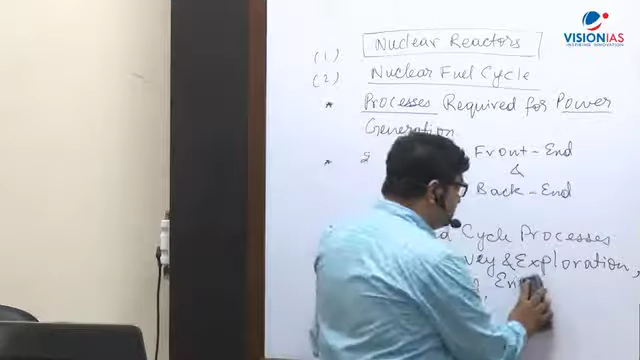 VISIONIAS
INSPIRING INNOVATION
(1) Nuclear Reactors
(2) Nuclear Fuel Cycle
* Processes Required for Power
Generation
* Front-End
&
Back-End
Cycle Processes
& Exploration,